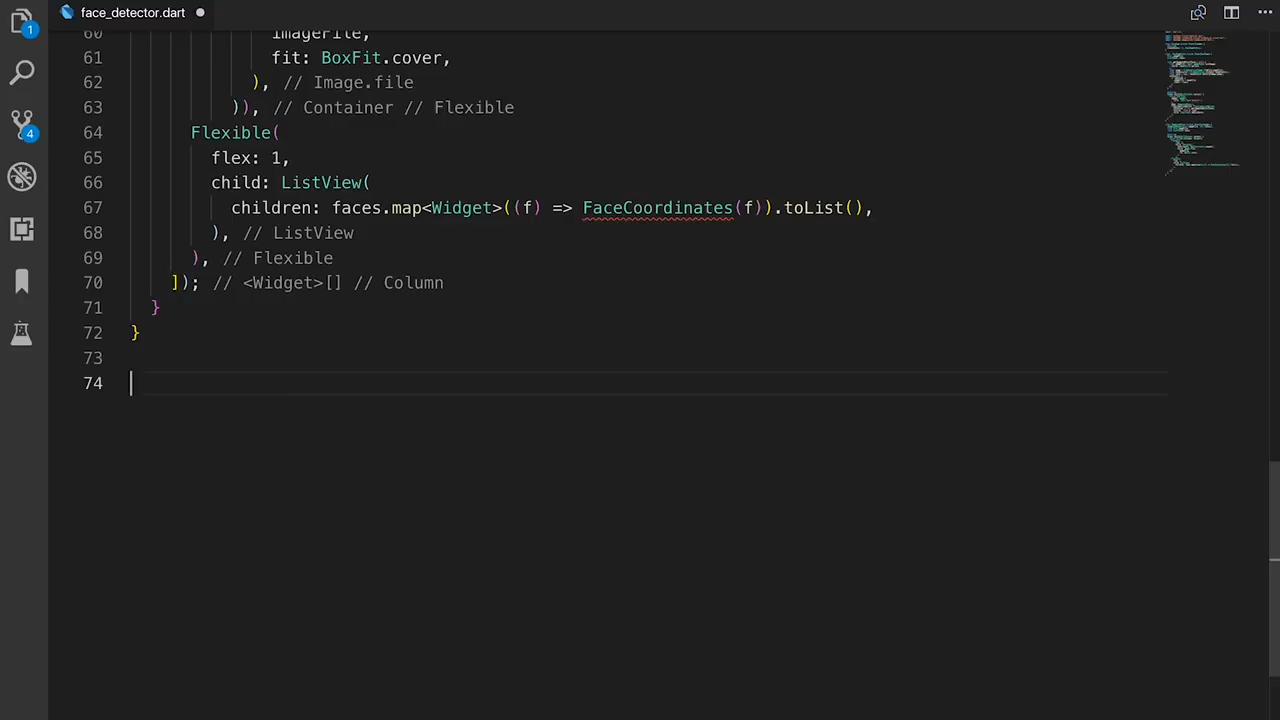 face_detector.dart
1
4
60 imageFile,
61 fit: BoxFit.cover,
62 ), // Image.file
63 )), // Container // Flexible
64 Flexible(
65 flex: 1,
66 child: ListView(
67 children: faces.map<Widget>((f) => FaceCoordinates(f)).toList(),
68 ), // ListView
69 ), // Flexible
70 ]); // <Widget>[] // Column
71 }
72 }
73
74